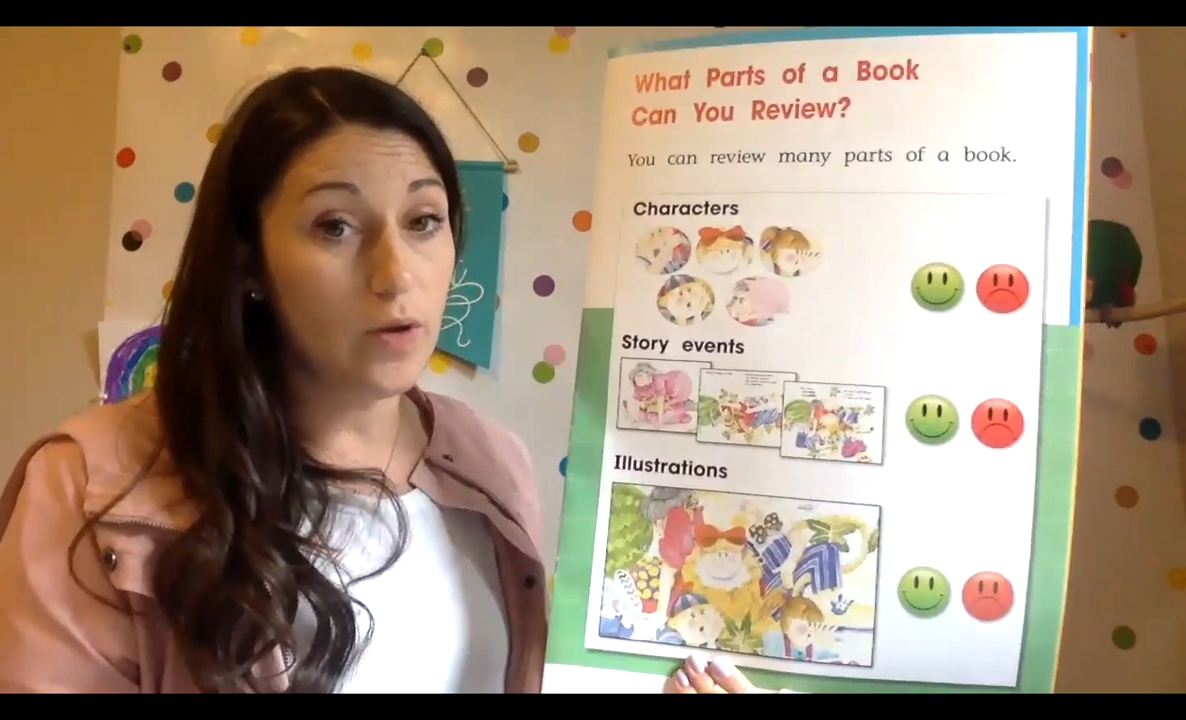 What Parts of a Book
Can You Review?
You can review many parts of a book.
Characters
Story events
Illustrations